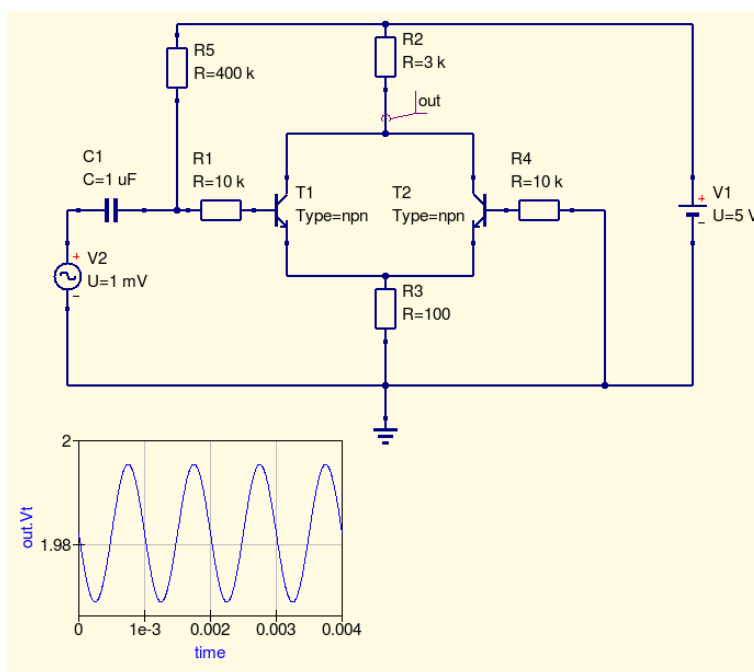 R5
R=400 k
R2
R=3 k
out
C1
C=1 uF
R1
R=10 k
T1
Type=npn
T2
Type=npn
R4
R=10 k
+
V1
U=5 V
–
+
V2
U=1 mV
–
R3
R=100
2
1.98
out.Vt
0
1e-3
0.002
0.003
0.004
time